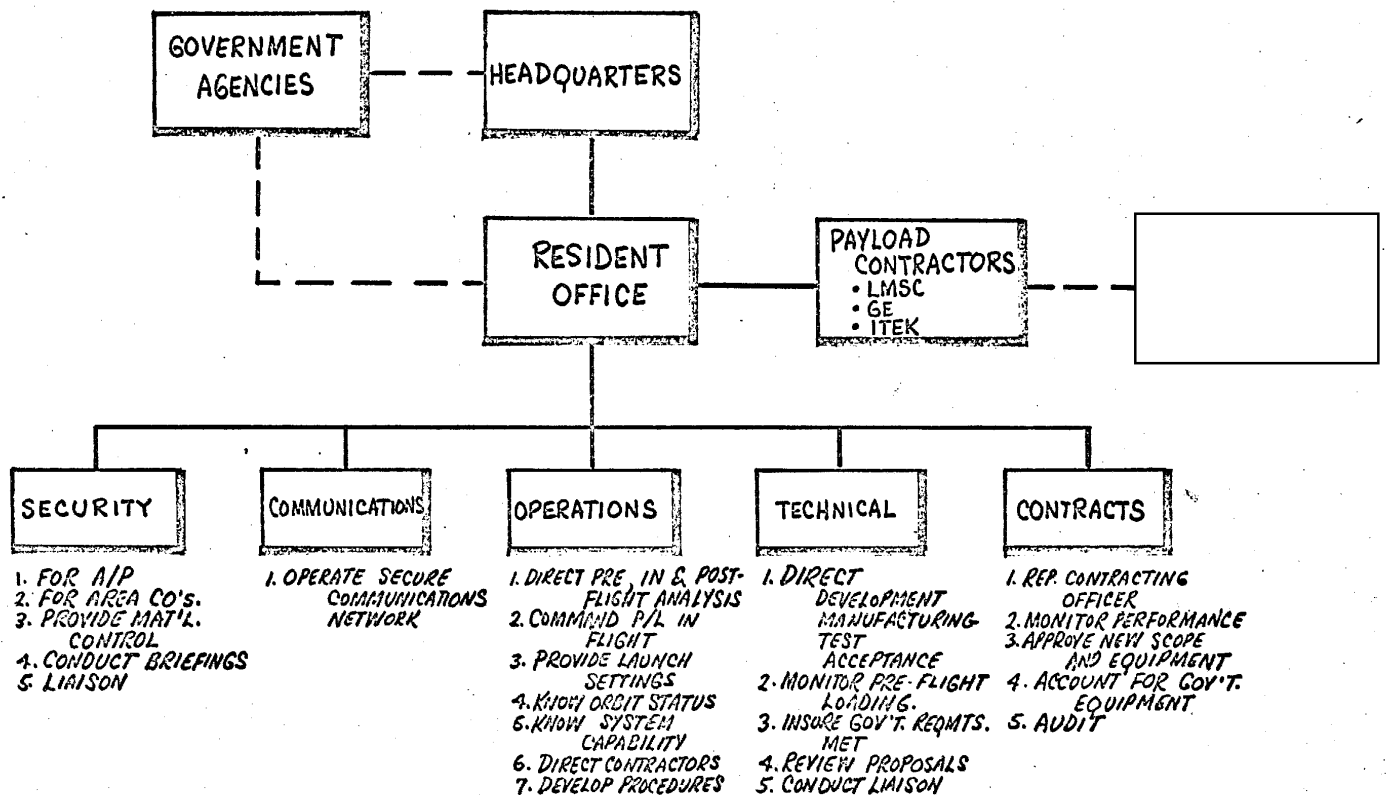 GOVERNMENT
AGENCIES
HEADQUARTERS
RESIDENT
OFFICE
PAYLOAD
CONTRACTORS
• LMSC
• GE
• ITEK
SECURITY
1. FOR A/P
2. FOR AREA CO'S.
3. PROVIDE MAT'L.
CONTROL
4. CONDUCT BRIEFINGS
5. LIAISON
COMMUNICATIONS
1. OPERATE SECURE
COMMUNICATIONS
NETWORK
OPERATIONS
1. DIRECT PRE, IN & POST-
FLIGHT ANALYSIS
2. COMMAND P/L IN
FLIGHT
3. PROVIDE LAUNCH
SETTINGS
4. KNOW ORBIT STATUS
5. KNOW SYSTEM
CAPABILITY
6. DIRECT CONTRACTORS
7. DEVELOP PROCEDURES
TECHNICAL
1. DIRECT
DEVELOPMENT
MANUFACTURING
TEST
ACCEPTANCE
2. MONITOR PRE-FLIGHT
LOADING.
3. INSURE GOV'T. REQMTS.
MET
4. REVIEW PROPOSALS
5. CONDUCT LIAISON
CONTRACTS
1. REP. CONTRACTING
OFFICER
2. MONITOR PERFORMANCE
3. APPROVE NEW SCOPE
AND EQUIPMENT
4. ACCOUNT FOR GOV'T.
EQUIPMENT
5. AUDIT